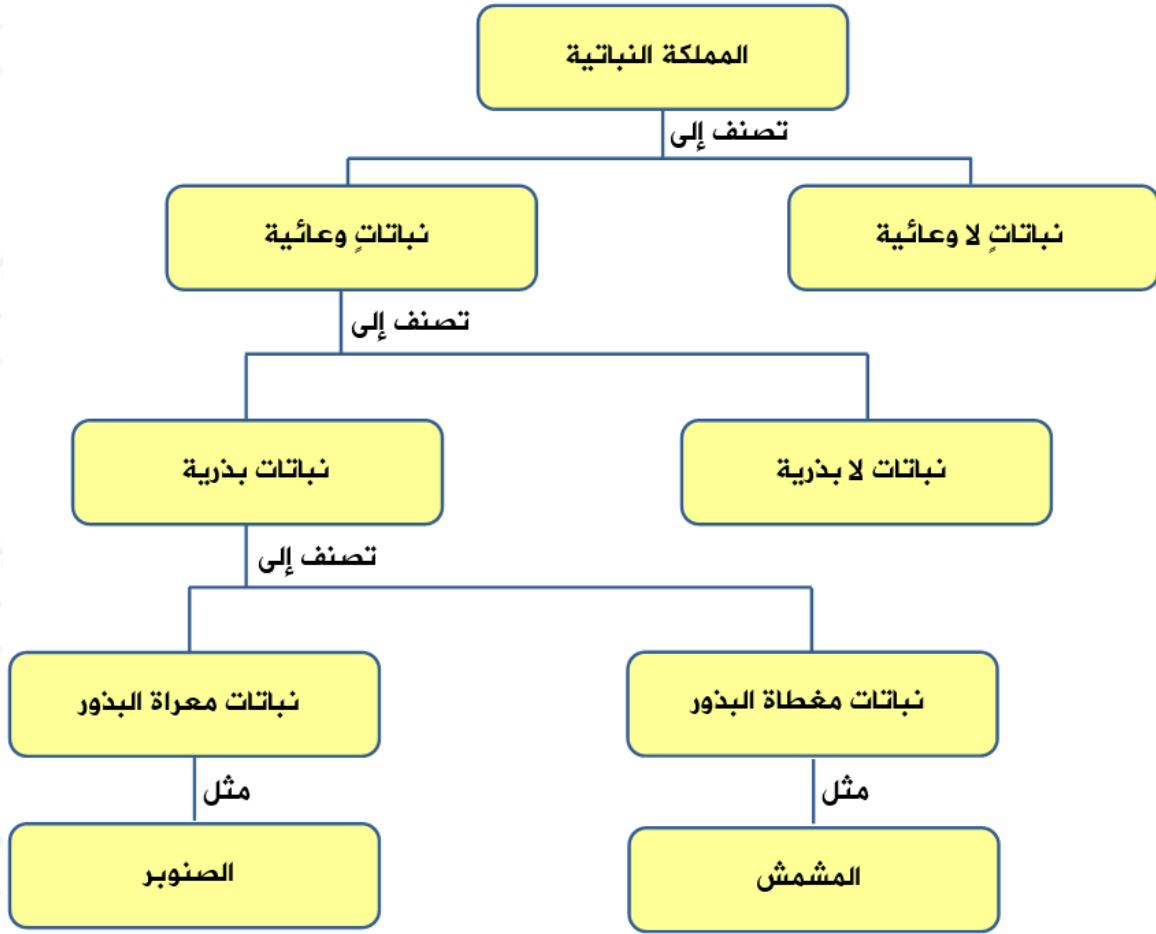 المملكة النباتية
تصنف إلى
نباتاتٍ لا وعائية
نباتاتٍ وعائية
تصنف إلى
نباتات لا بذرية
نباتات بذرية
تصنف إلى
نباتات مغطاة البذور
نباتات معراة البذور
مثل
مثل
المشمش
الصنوبر